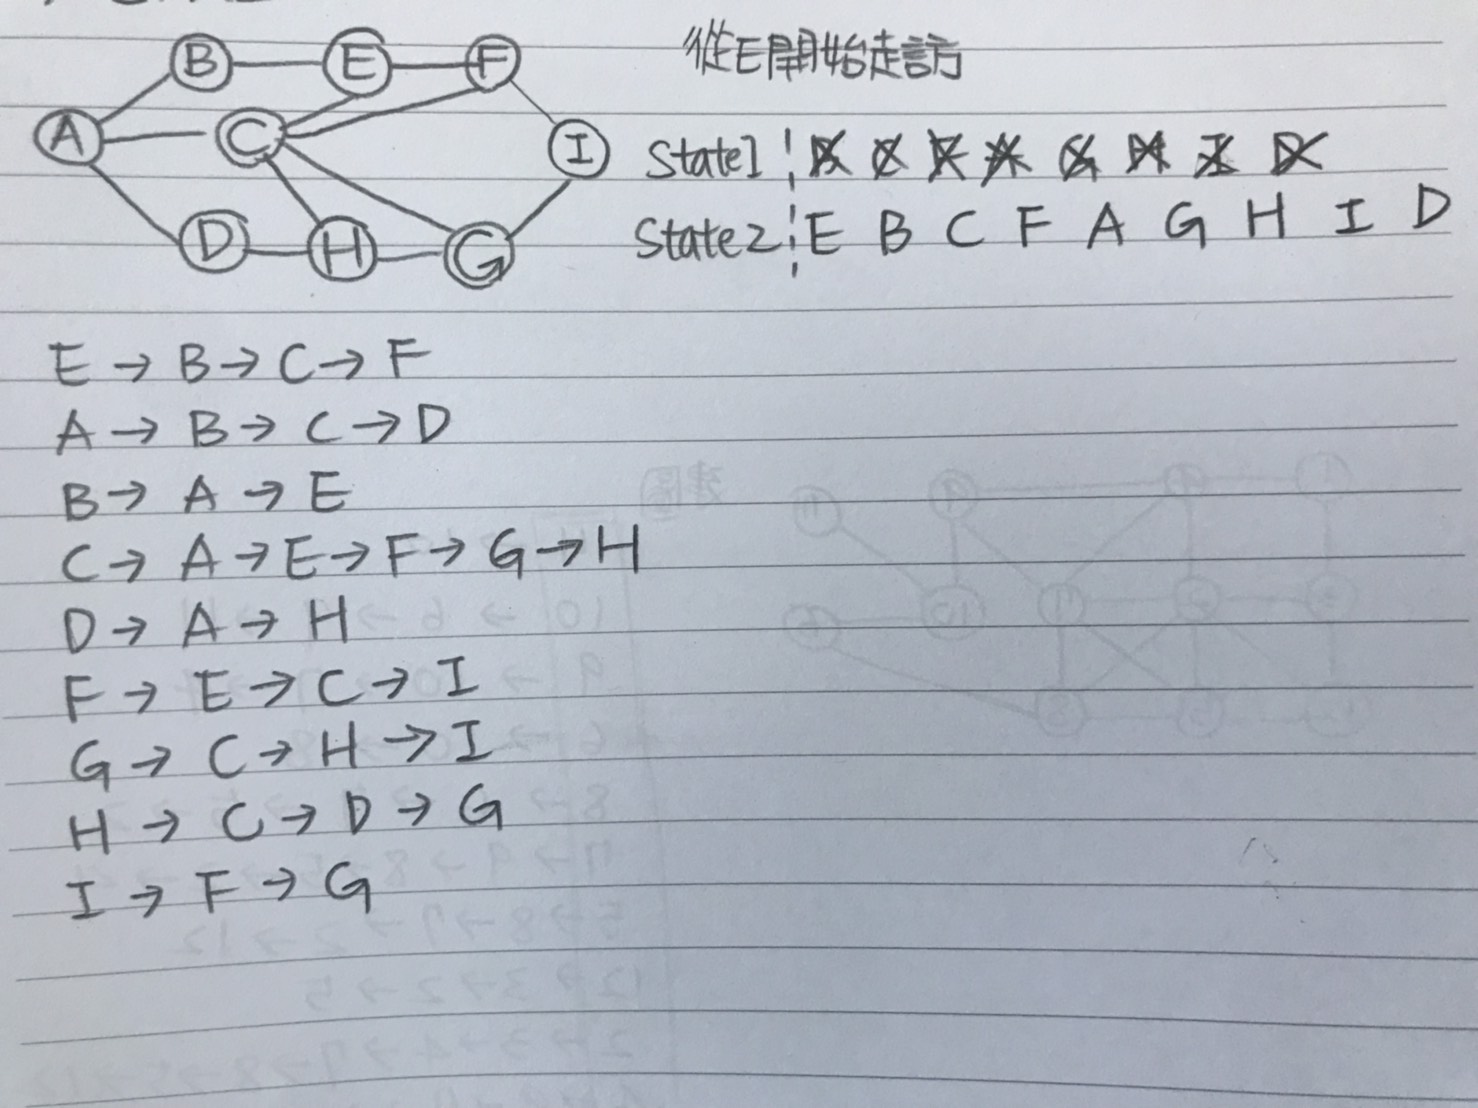 B E F
A C I
D H G
從E開始走訪
State1 B C F A G H I D
State2 E B C F A G H I D
E → B → C → F
A → B → C → D
B → A → E
C → A → E → F → G → H
D → A → H
F → E → C → I
G → C → H → I
H → C → D → G
I → F → G